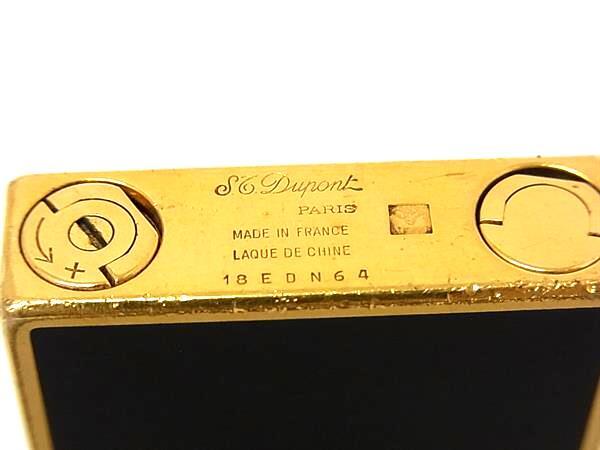 S.T. Dupont
PARIS
MADE IN FRANCE
LAQUE DE CHINE
18EDN64
+